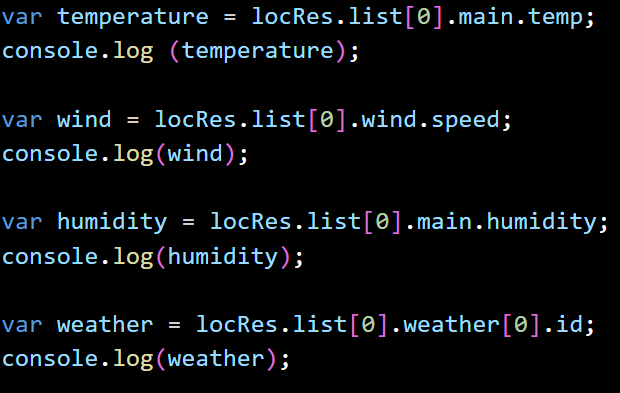 var temperature = locRes.list[0].main.temp;
console.log (temperature);
var wind = locRes.list[0].wind.speed;
console.log(wind);
var humidity = locRes.list[0].main.humidity;
console.log(humidity);
var weather = locRes.list[0].weather[0].id;
console.log(weather);